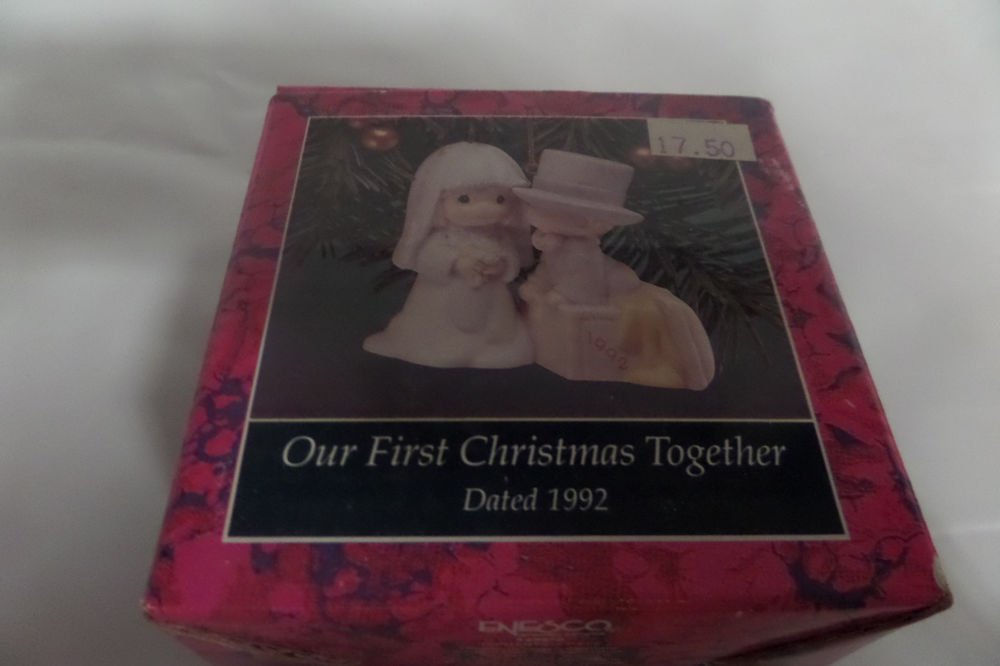 17.50
1992
Our First Christmas Together
Dated 1992
ENESCO